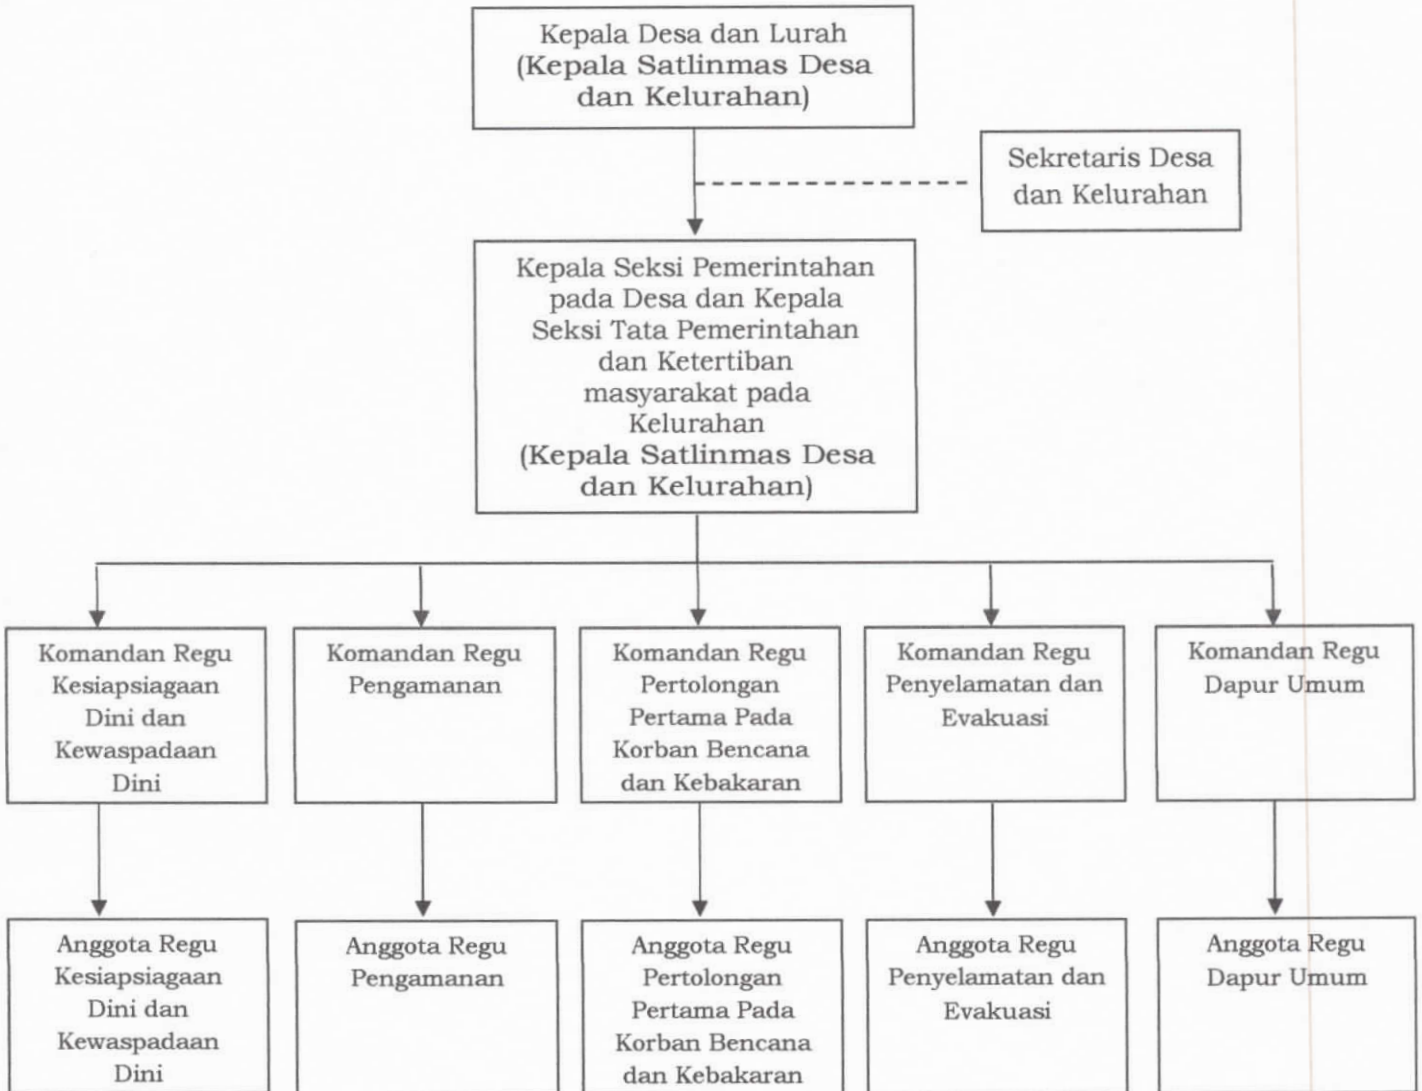 Kepala Desa dan Lurah
(Kepala Satlinmas Desa
dan Kelurahan)
Sekretaris Desa
dan Kelurahan
Kepala Seksi Pemerintahan
pada Desa dan Kepala
Seksi Tata Pemerintahan
dan Ketertiban
masyarakat pada
Kelurahan
(Kepala Satlinmas Desa
dan Kelurahan)
Komandan Regu
Kesiapsiagaan
Dini dan
Kewaspadaan
Dini
Komandan Regu
Pengamanan
Komandan Regu
Pertolongan
Pertama Pada
Korban Bencana
dan Kebakaran
Komandan Regu
Penyelamatan dan
Evakuasi
Komandan Regu
Dapur Umum
Anggota Regu
Kesiapsiagaan
Dini dan
Kewaspadaan
Dini
Anggota Regu
Pengamanan
Anggota Regu
Pertolongan
Pertama Pada
Korban Bencana
dan Kebakaran
Anggota Regu
Penyelamatan dan
Evakuasi
Anggota Regu
Dapur Umum